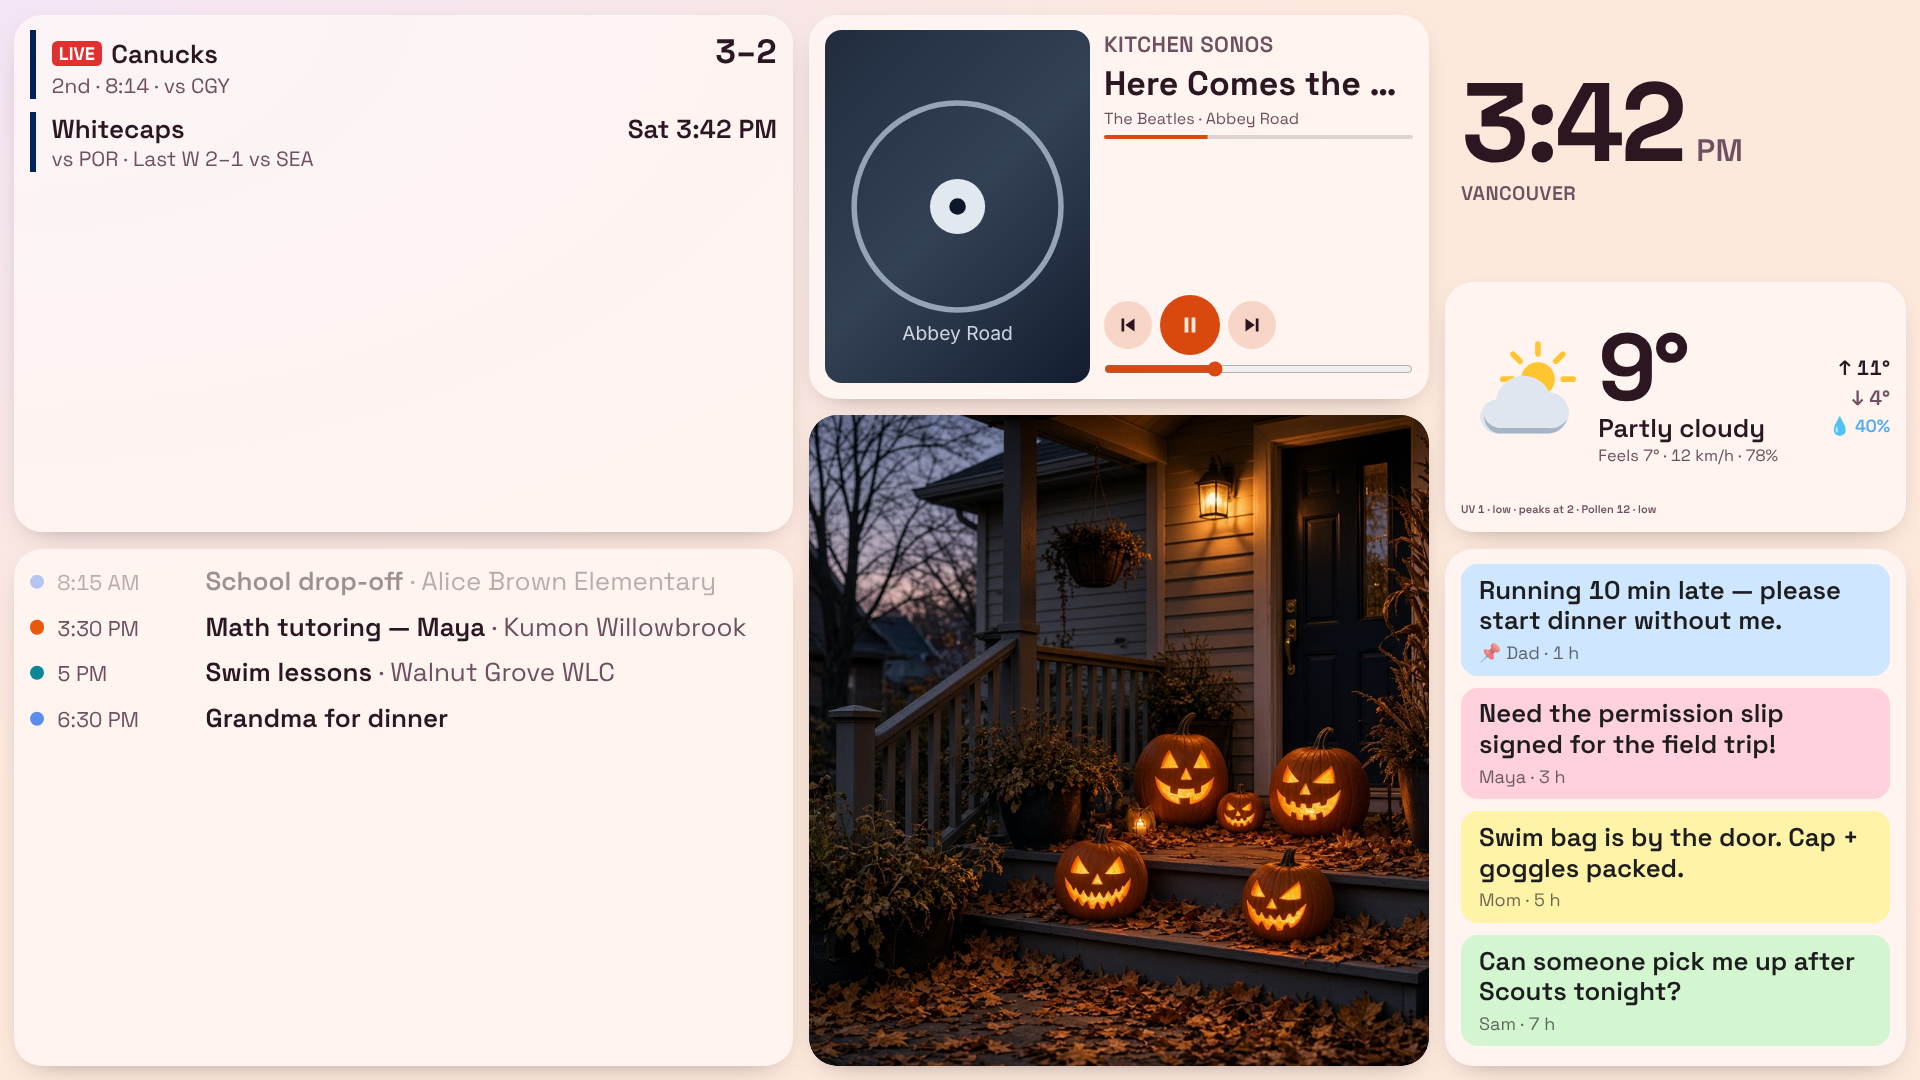 LIVE Canucks 3–2
2nd · 8:14 · vs CGY
Whitecaps Sat 3:42 PM
vs POR · Last W 2–1 vs SEA
8:15 AM School drop-off · Alice Brown Elementary
3:30 PM Math tutoring — Maya · Kumon Willowbrook
5 PM Swim lessons · Walnut Grove WLC
6:30 PM Grandma for dinner
Abbey Road
KITCHEN SONOS
Here Comes the ...
The Beatles · Abbey Road
3:42 PM
VANCOUVER
9°
Partly cloudy
Feels 7° · 12 km/h · 78%
↑ 11°
↓ 4°
💧 40%
UV 1 · low · peaks at 2 · Pollen 12 · low
Running 10 min late — please
start dinner without me.
📌 Dad · 1 h
Need the permission slip
signed for the field trip!
Maya · 3 h
Swim bag is by the door. Cap +
goggles packed.
Mom · 5 h
Can someone pick me up after
Scouts tonight?
Sam · 7 h